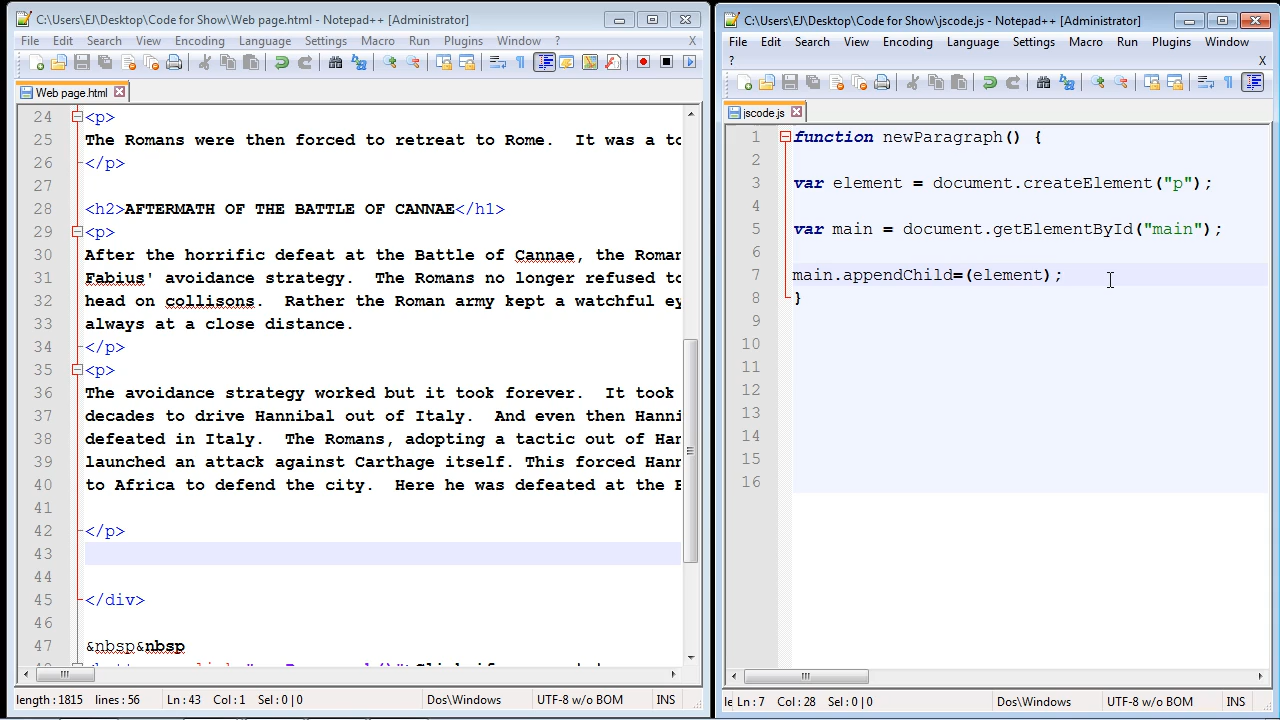 C:\Users\EJ\Desktop\Code for Show\Web page.html - Notepad++ [Administrator]
File Edit Search View Encoding Language Settings Macro Run Plugins Window ? X
Web page.html
24 <p>
25 The Romans were then forced to retreat to Rome.  It was a to
26 </p>
27
28 <h2>AFTERMATH OF THE BATTLE OF CANNAE</h1>
29 <p>
30 After the horrific defeat at the Battle of Cannae, the Roman
31 Fabius' avoidance strategy.  The Romans no longer refused to
32 head on collisons.  Rather the Roman army kept a watchful ey
33 always at a close distance.
34 </p>
35 <p>
36 The avoidance strategy worked but it took forever.  It took
37 decades to drive Hannibal out of Italy.  And even then Hanni
38 defeated in Italy.  The Romans, adopting a tactic out of Han
39 launched an attack against Carthage itself. This forced Hann
40 to Africa to defend the city.  Here he was defeated at the B
41
42 </p>
43
44
45 </div>
46
47 &nbsp&nbsp
length : 1815 lines : 56 Ln : 43 Col : 1 Sel : 0 | 0 Dos\Windows UTF-8 w/o BOM INS
C:\Users\EJ\Desktop\Code for Show\jscode.js - Notepad++ [Administrator]
File Edit Search View Encoding Language Settings Macro Run Plugins Window
? X
jscode.js
1 function newParagraph() {
2
3 var element = document.createElement("p");
4
5 var main = document.getElementById("main");
6
7 main.appendChild=(element);
8 }
9
10
11
12
13
14
15
16
le Ln : 7 Col : 28 Sel : 0 | 0 Dos\Windows UTF-8 w/o BOM INS